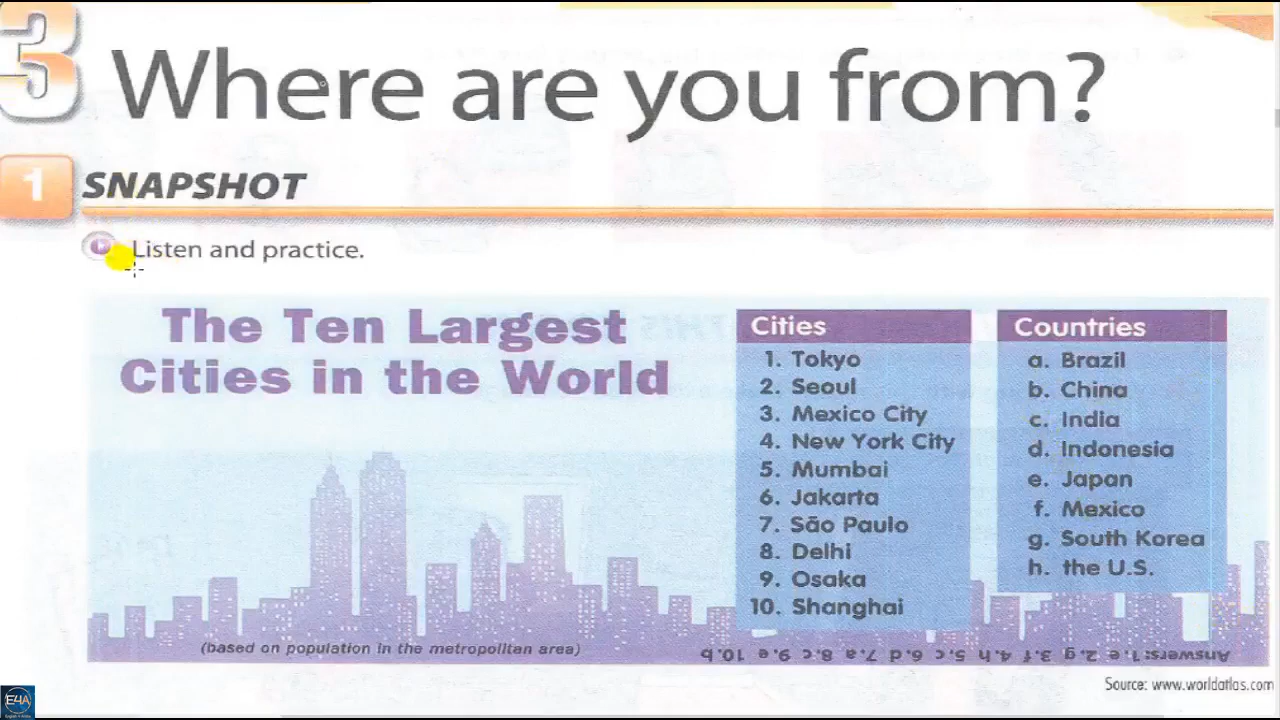 3 Where are you from?
1 SNAPSHOT
Listen and practice.
The Ten Largest
Cities in the World
(based on population in the metropolitan area)
Cities
1. Tokyo
2. Seoul
3. Mexico City
4. New York City
5. Mumbai
6. Jakarta
7. São Paulo
8. Delhi
9. Osaka
10. Shanghai
Countries
a. Brazil
b. China
c. India
d. Indonesia
e. Japan
f. Mexico
g. South Korea
h. the U.S.
Answers: 1. e 2. g 3. f 4. h 5. c 6. d 7. a 8. c 9. e 10. b
Source: www.worldatlas.com
E4A